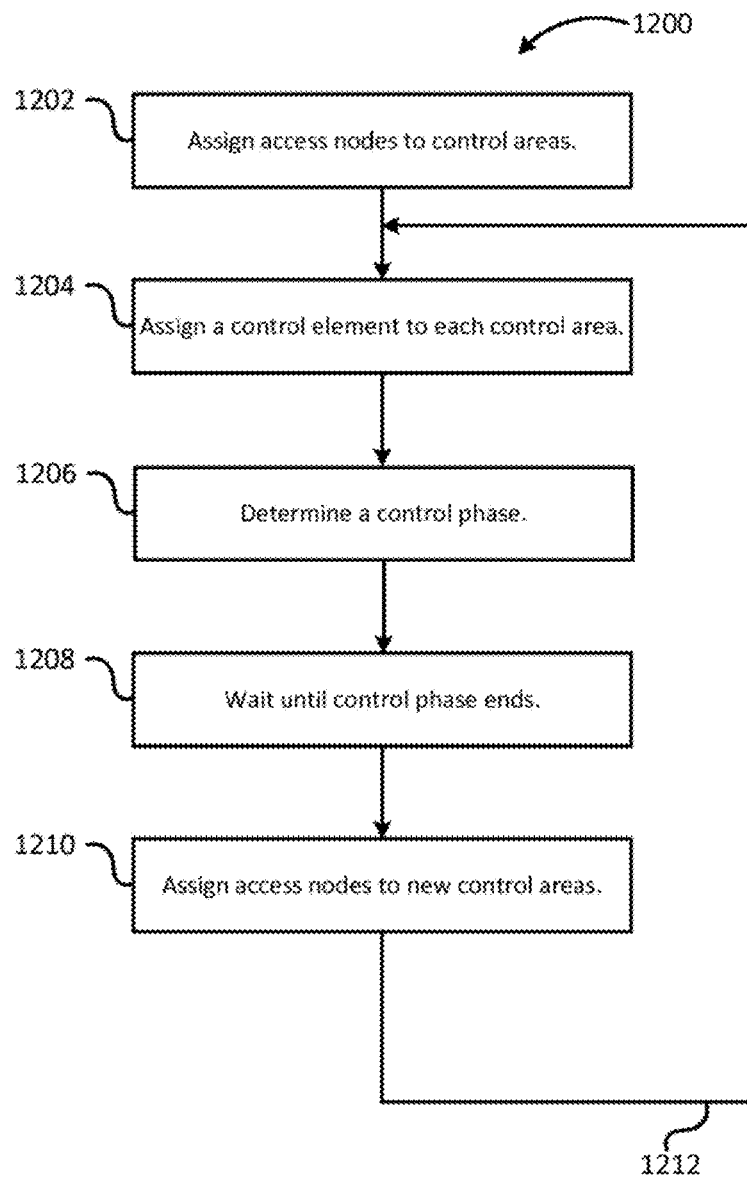 1200
1202
Assign access nodes to control areas.
1204
Assign a control element to each control area.
1206
Determine a control phase.
1208
Wait until control phase ends.
1210
Assign access nodes to new control areas.
1212